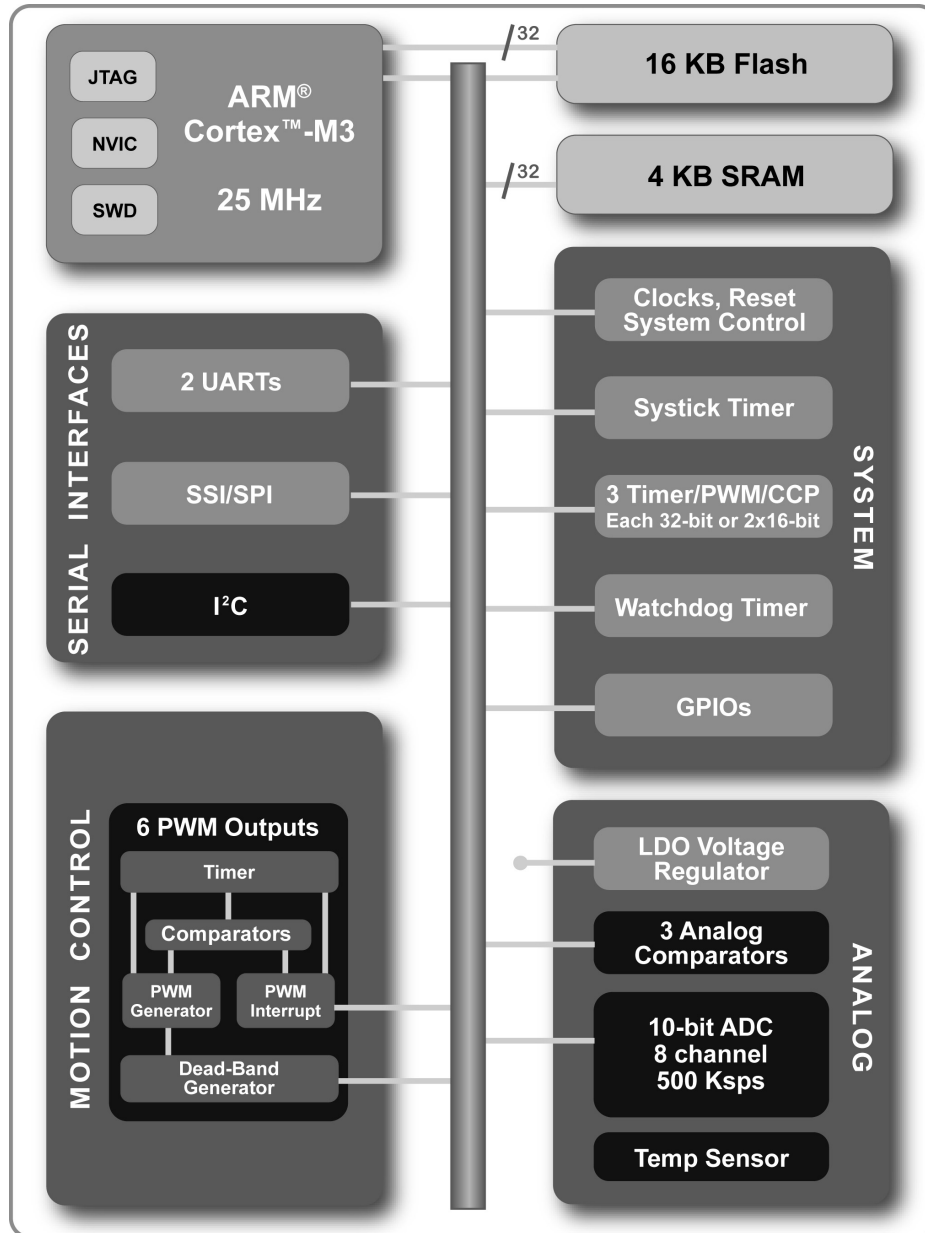 JTAG
NVIC
SWD
ARM®
Cortex™-M3
25 MHz
32
16 KB Flash
32
4 KB SRAM
SERIAL INTERFACES
2 UARTs
SSI/SPI
I²C
SYSTEM
Clocks, Reset
System Control
Systick Timer
3 Timer/PWM/CCP
Each 32-bit or 2x16-bit
Watchdog Timer
GPIOs
MOTION CONTROL
6 PWM Outputs
Timer
Comparators
PWM
Generator
PWM
Interrupt
Dead-Band
Generator
ANALOG
LDO Voltage
Regulator
3 Analog
Comparators
10-bit ADC
8 channel
500 Ksps
Temp Sensor